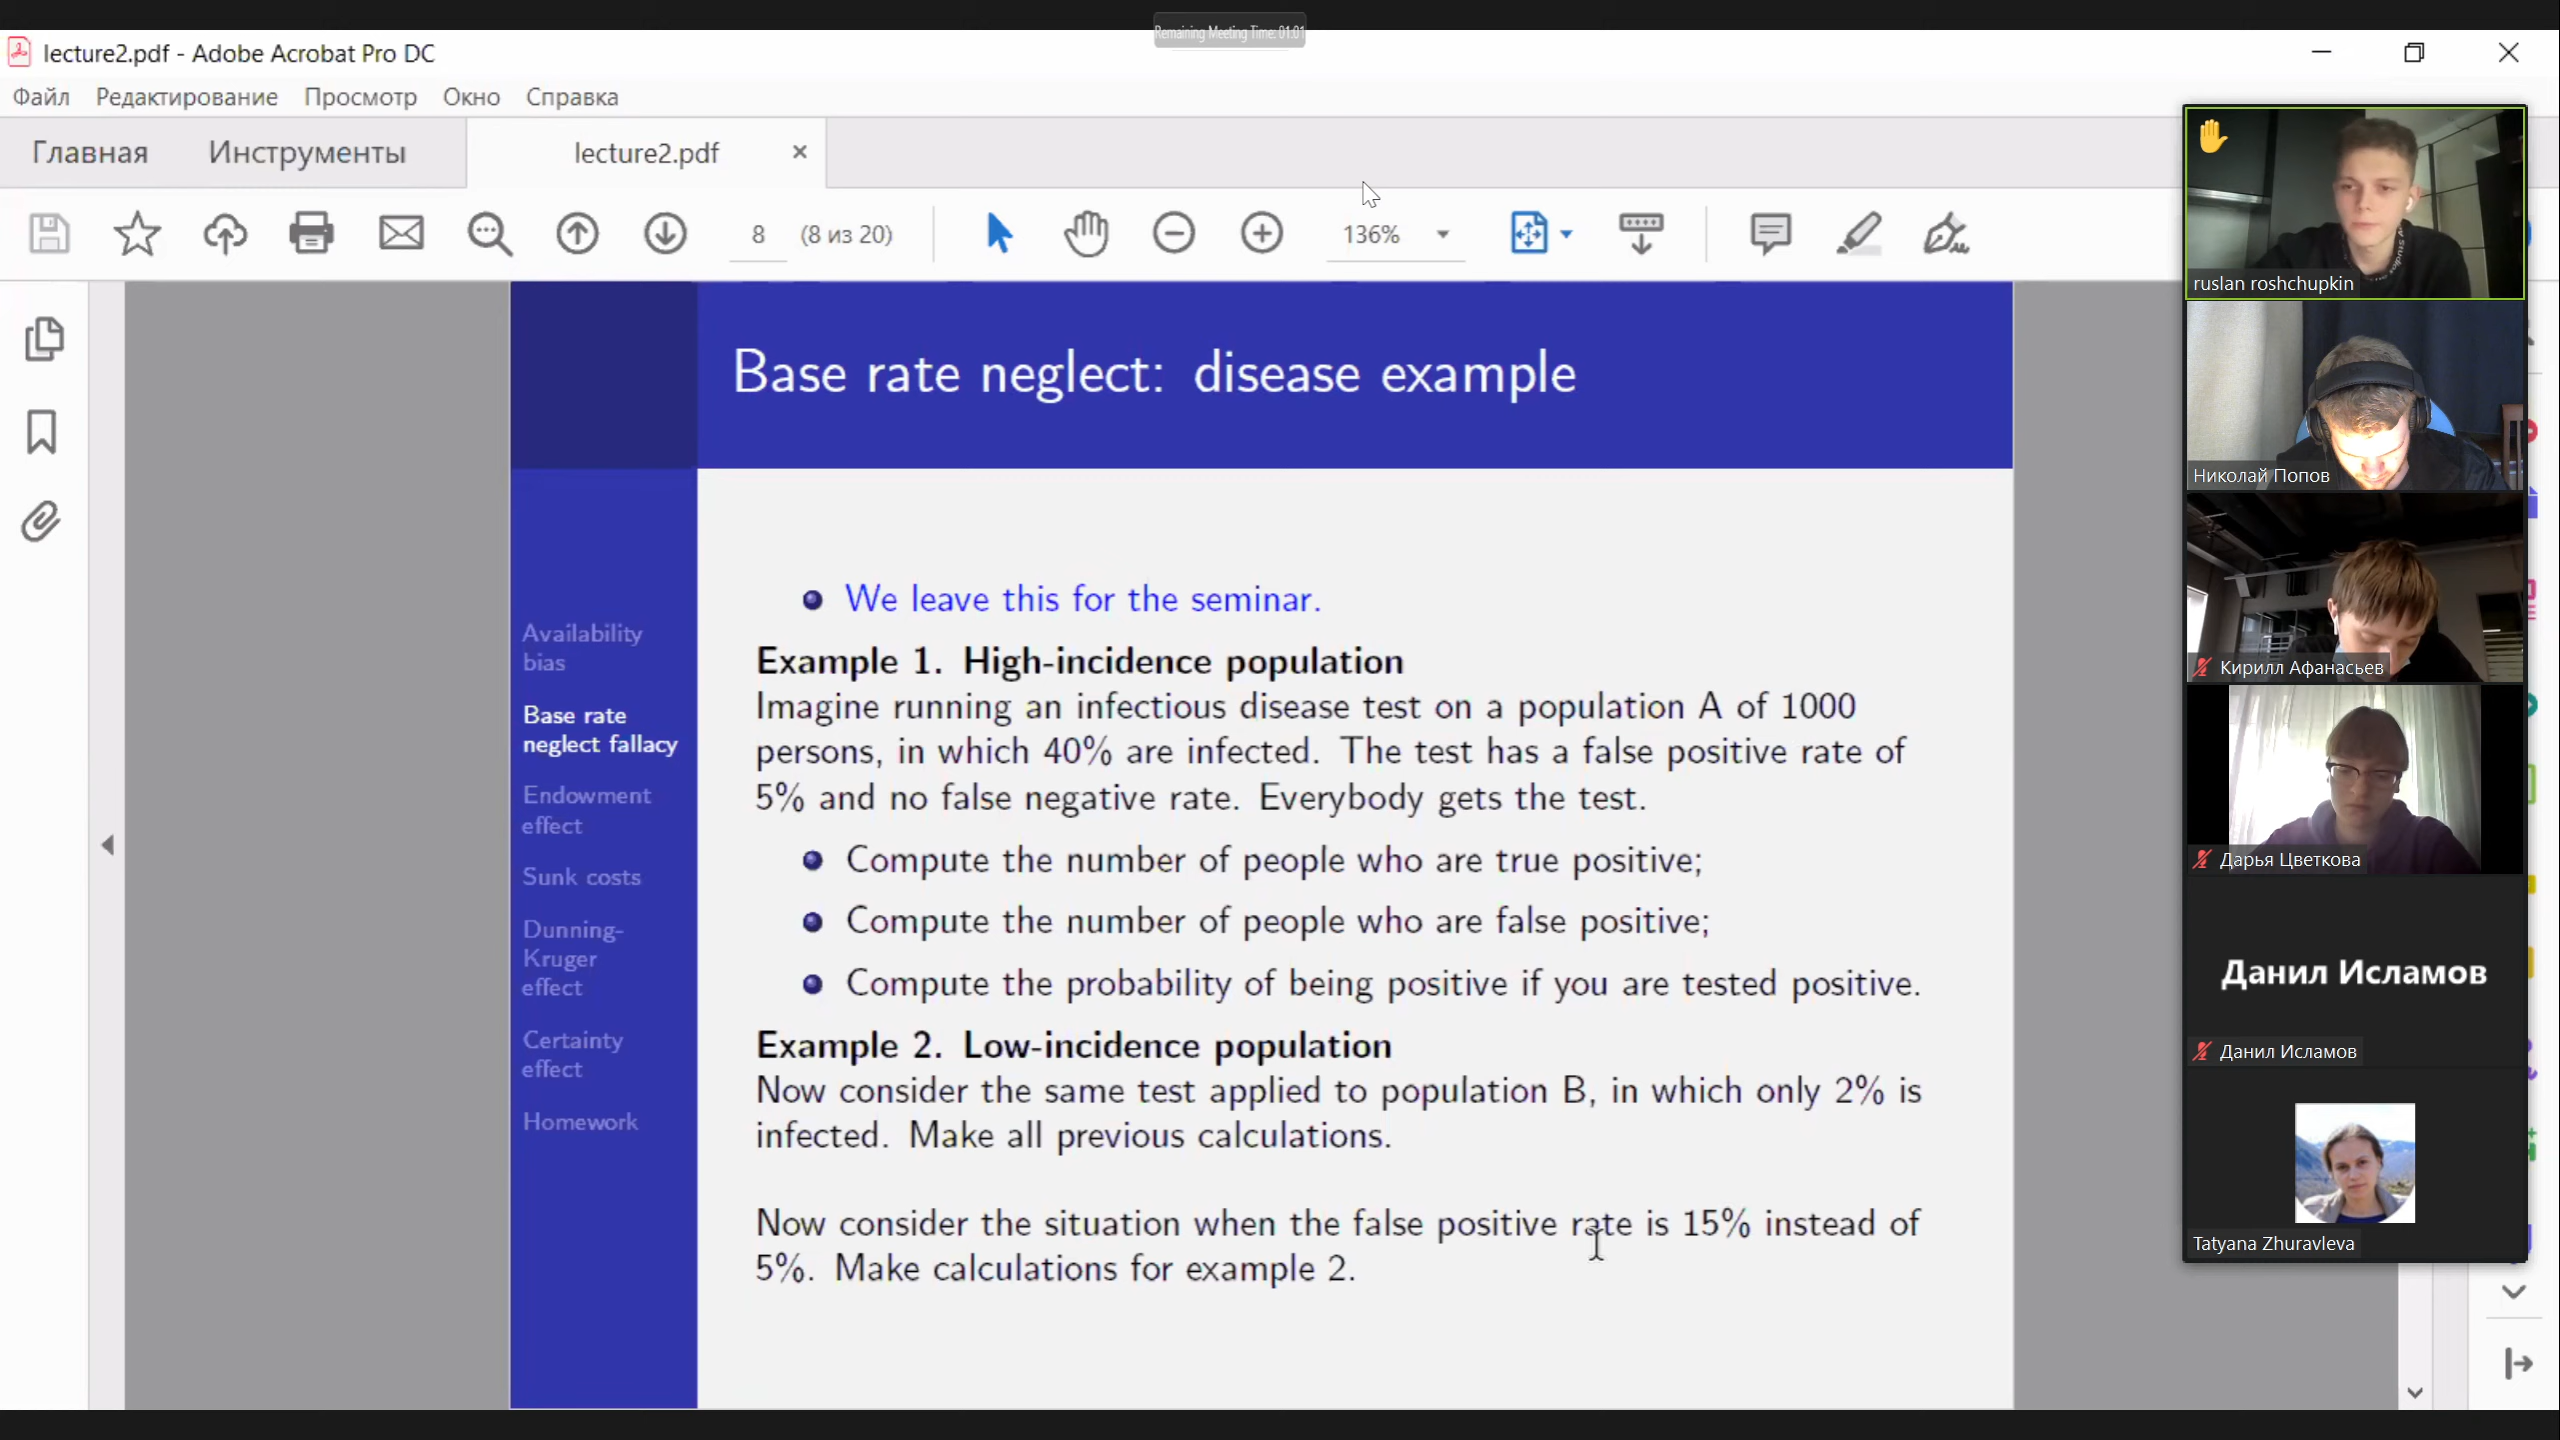 Remaining Meeting Time: 01:01
lecture2.pdf - Adobe Acrobat Pro DC
Файл Редактирование Просмотр Окно Справка
Главная Инструменты lecture2.pdf
8 (8 из 20) 136%
Base rate neglect: disease example
Availability
bias
Base rate
neglect fallacy
Endowment
effect
Sunk costs
Dunning-
Kruger
effect
Certainty
effect
Homework
We leave this for the seminar.
Example 1. High-incidence population
Imagine running an infectious disease test on a population A of 1000
persons, in which 40% are infected. The test has a false positive rate of
5% and no false negative rate. Everybody gets the test.
Compute the number of people who are true positive;
Compute the number of people who are false positive;
Compute the probability of being positive if you are tested positive.
Example 2. Low-incidence population
Now consider the same test applied to population B, in which only 2% is
infected. Make all previous calculations.
Now consider the situation when the false positive rate is 15% instead of
5%. Make calculations for example 2.
ruslan roshchupkin
Николай Попов
Кирилл Афанасьев
Дарья Цветкова
Данил Исламов
Данил Исламов
Tatyana Zhuravleva